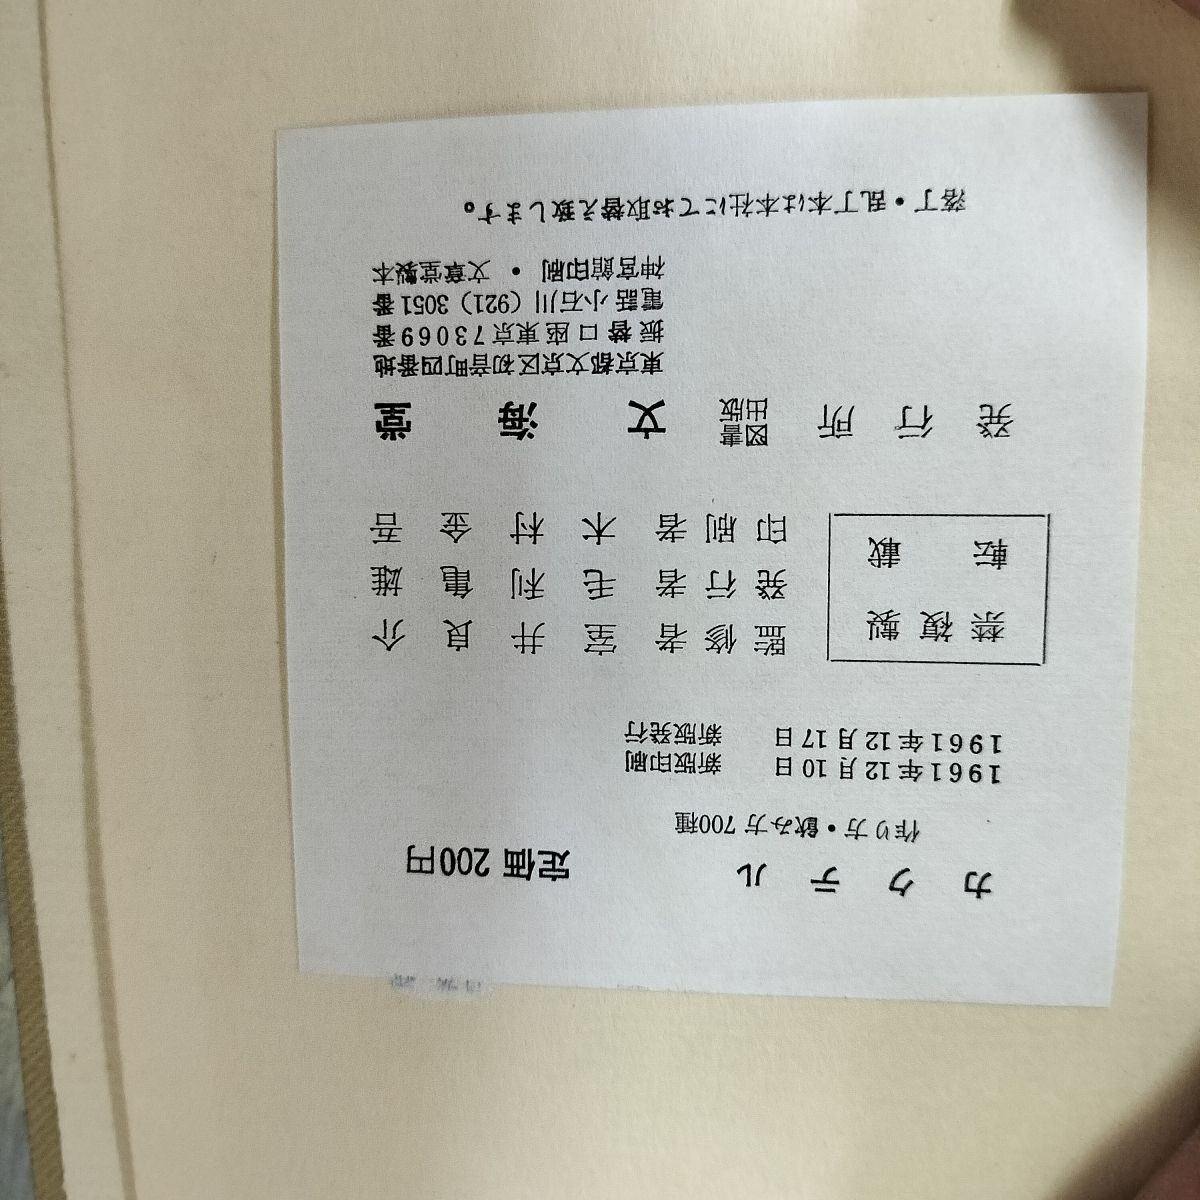 カクテル 定価 200円
作り方・飲み方 700種
1961年12月10日 新版印刷
1961年12月17日 新版発行
禁複製
転載
監修者 室井良介
発行者 毛利亀雄
印刷者 木村金吾
発行所 図書出版 文海堂
東京都文京区初音町四番地
振替口座東京73069番
電話小石川(921)3051番
神宮館印刷・文章堂製本
落丁・乱丁本は本社にてお取替え致します。